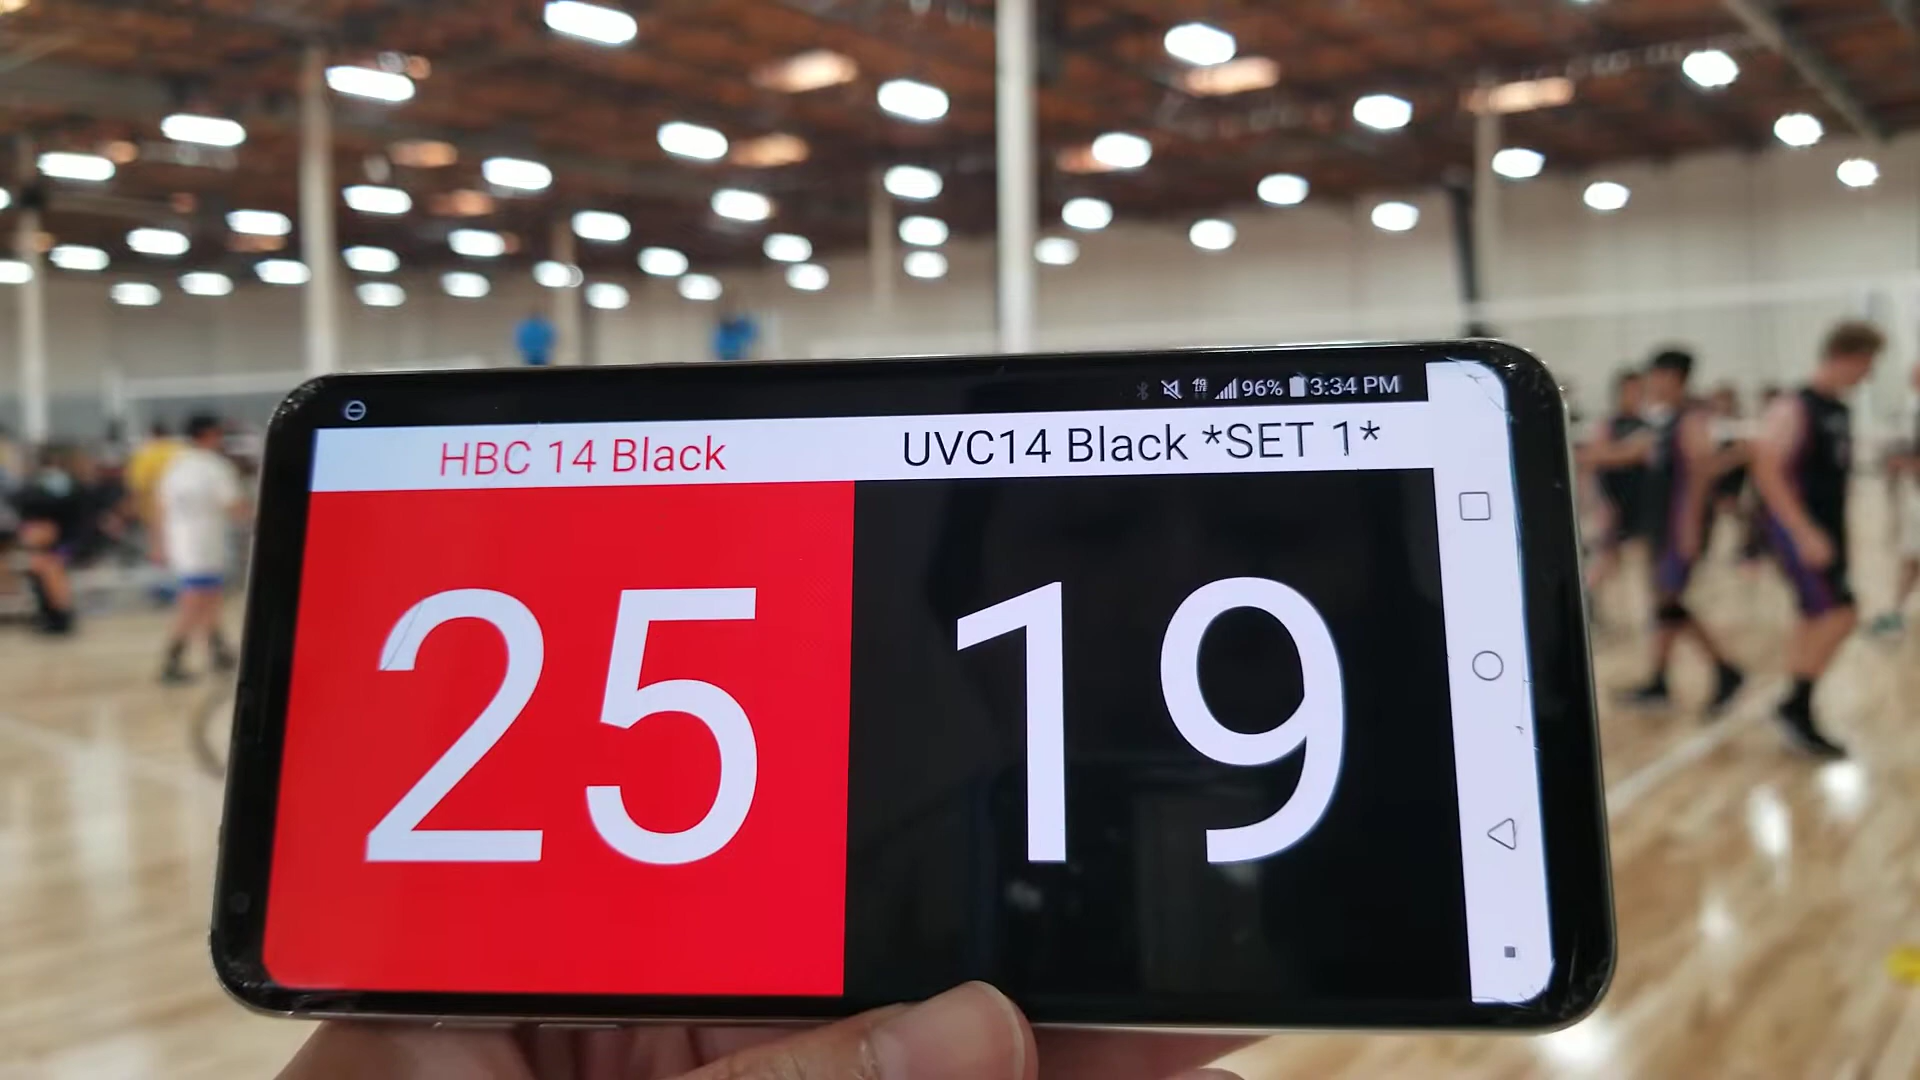 96% 3:34 PM
HBC 14 Black
UVC14 Black *SET 1*
25
19